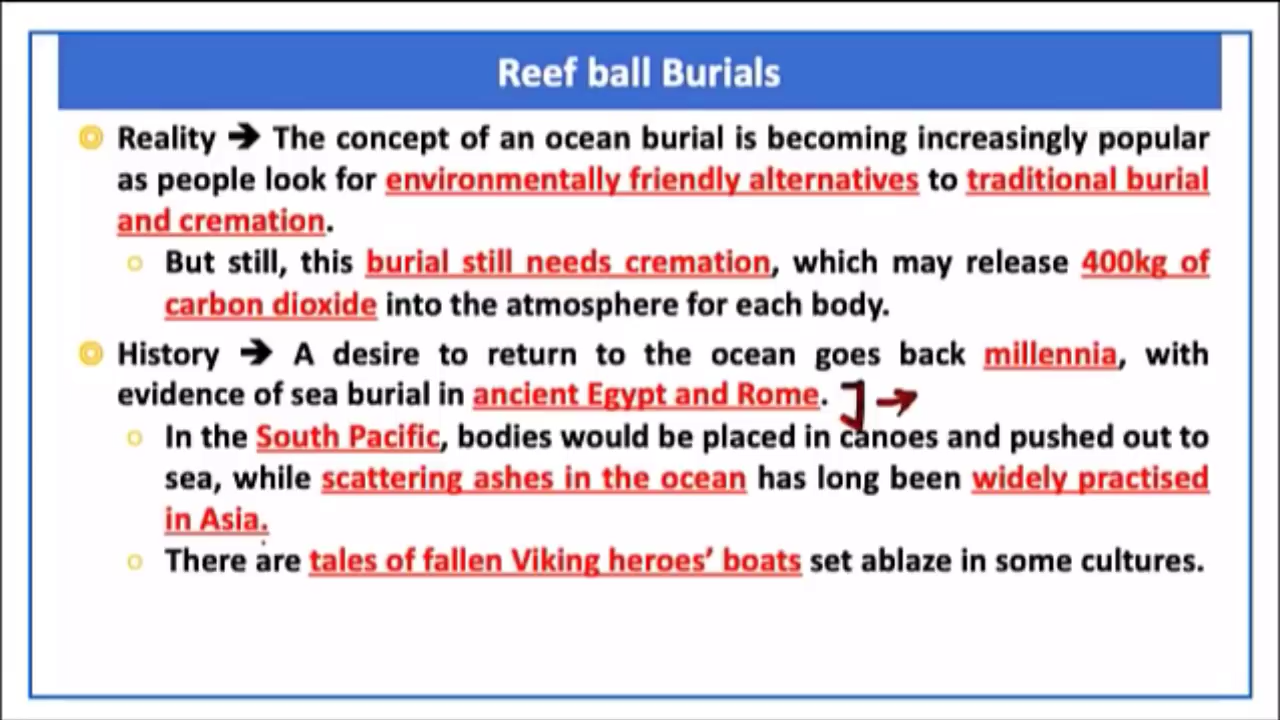 Reef ball Burials
Reality ➔ The concept of an ocean burial is becoming increasingly popular
as people look for environmentally friendly alternatives to traditional burial
and cremation.
But still, this burial still needs cremation, which may release 400kg of
carbon dioxide into the atmosphere for each body.
History ➔ A desire to return to the ocean goes back millennia, with
evidence of sea burial in ancient Egypt and Rome.
In the South Pacific, bodies would be placed in canoes and pushed out to
sea, while scattering ashes in the ocean has long been widely practised
in Asia.
There are tales of fallen Viking heroes’ boats set ablaze in some cultures.